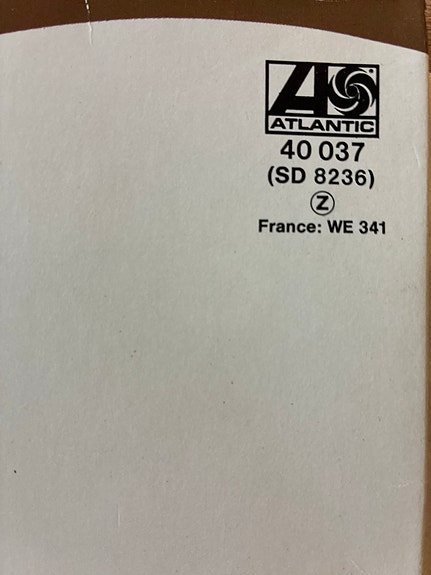 ATLANTIC
40 037
(SD 8236)
Z
France: WE 341